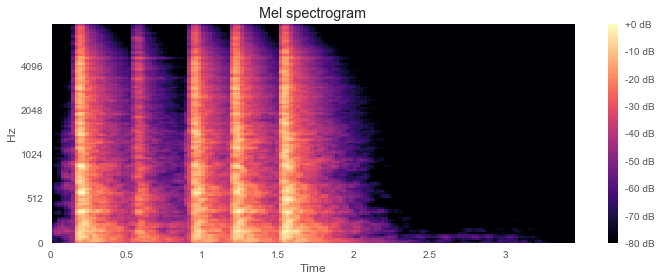 Mel spectrogram
+0 dB
-10 dB
-20 dB
-30 dB
-40 dB
-50 dB
-60 dB
-70 dB
-80 dB
Hz
4096
2048
1024
512
0
0 0.5 1 1.5 2 2.5 3
Time